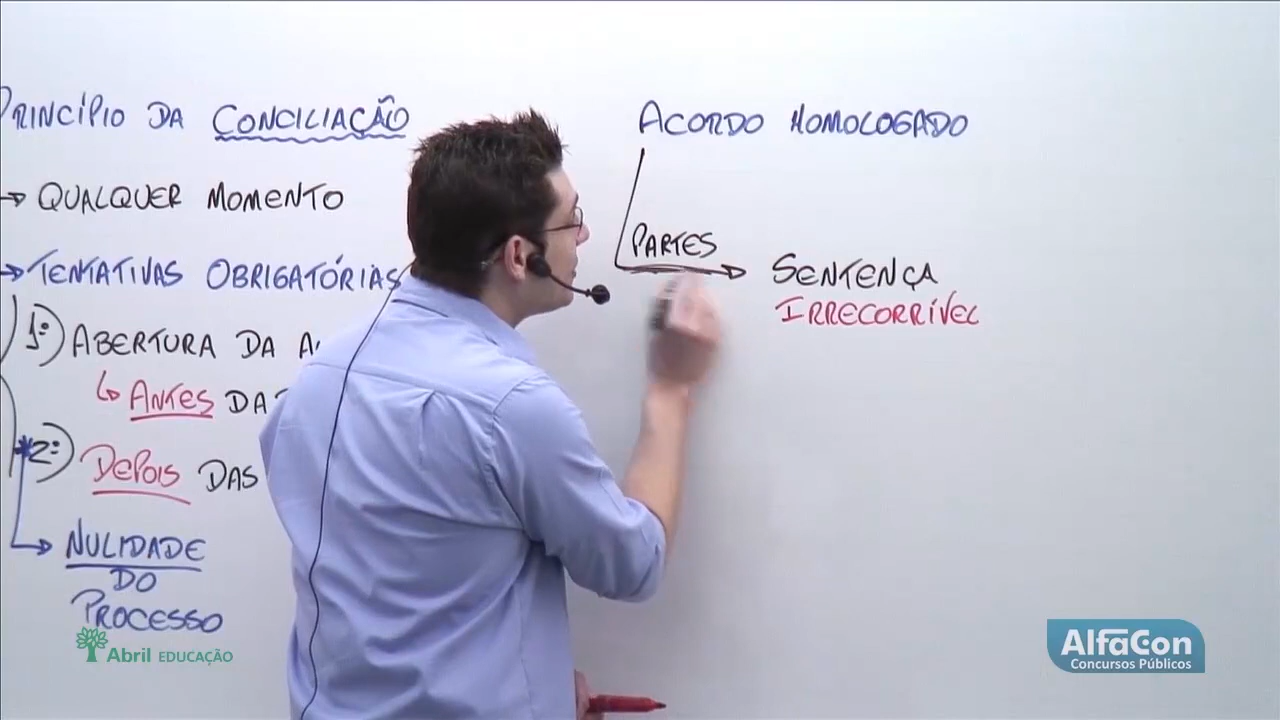 PRINCÍPIO DA CONCILIAÇÃO
QUALQUER MOMENTO
TENTATIVAS OBRIGATÓRIAS
1º) ABERTURA DA
ANTES DA
2º) DEPOIS DAS
NULIDADE
DO
PROCESSO
ACORDO HOMOLOGADO
PARTES
SENTENÇA
IRRECORRÍVEL
Abril EDUCAÇÃO
AlfaCon
Concursos Públicos